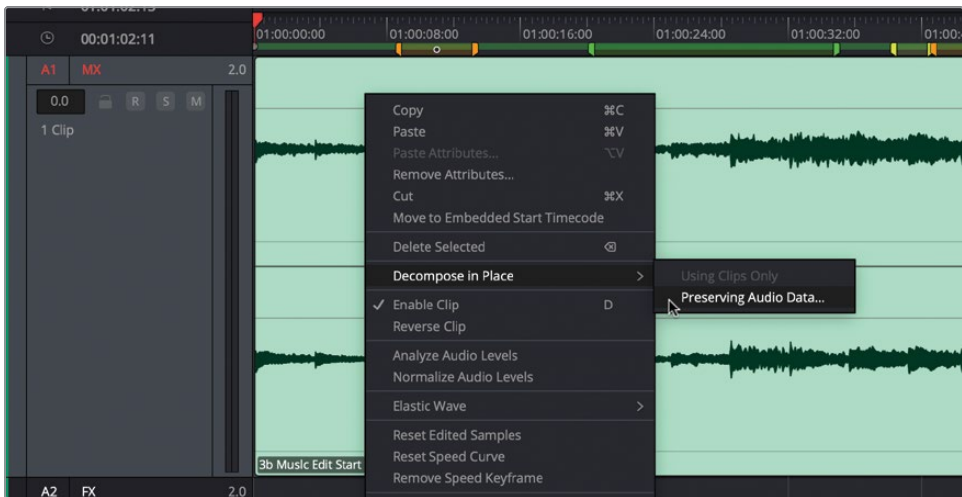 00:01:02:11
01:00:00:00
01:00:08:00
01:00:16:00
01:00:24:00
01:00:32:00
01:00:
A1 MX 2.0
0.0 R S M
1 Clip
Copy ⌘C
Paste ⌘V
Paste Attributes... ⌥V
Remove Attributes...
Cut ⌘X
Move to Embedded Start Timecode
Delete Selected ⌫
Decompose in Place >
Using Clips Only
Preserving Audio Data...
✓ Enable Clip D
Reverse Clip
Analyze Audio Levels
Normalize Audio Levels
Elastic Wave >
Reset Edited Samples
Reset Speed Curve
Remove Speed Keyframe
3b Music Edit Start
A2 FX 2.0